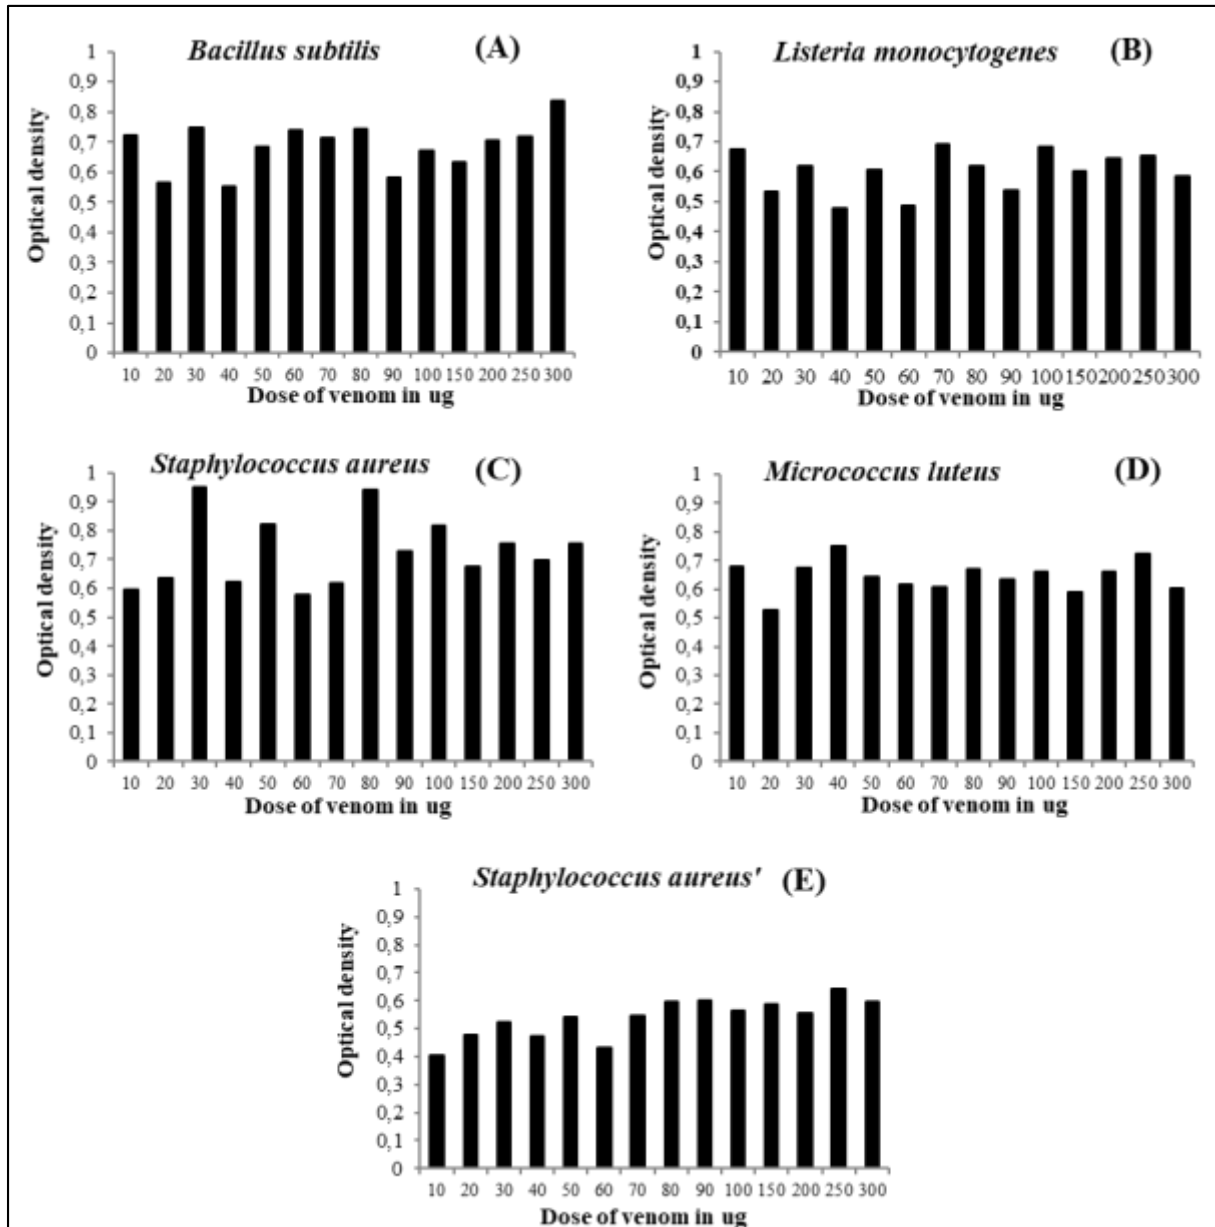 Bacillus subtilis (A)
1
0,9
0,8
0,7
0,6
0,5
0,4
0,3
0,2
0,1
0
Optical density
10 20 30 40 50 60 70 80 90 100 150 200 250 300
Dose of venom in ug
Listeria monocytogenes (B)
1
0,9
0,8
0,7
0,6
0,5
0,4
0,3
0,2
0,1
0
Optical density
10 20 30 40 50 60 70 80 90 100 150 200 250 300
Dose of venom in ug
Staphylococcus aureus (C)
1
0,9
0,8
0,7
0,6
0,5
0,4
0,3
0,2
0,1
0
Optical density
10 20 30 40 50 60 70 80 90 100 150 200 250 300
Dose of venom in ug
Micrococcus luteus (D)
1
0,9
0,8
0,7
0,6
0,5
0,4
0,3
0,2
0,1
0
Optical density
10 20 30 40 50 60 70 80 90 100 150 200 250 300
Dose of venom in ug
Staphylococcus aureus' (E)
1
0,9
0,8
0,7
0,6
0,5
0,4
0,3
0,2
0,1
0
Optical density
10 20 30 40 50 60 70 80 90 100 150 200 250 300
Dose of venom in ug